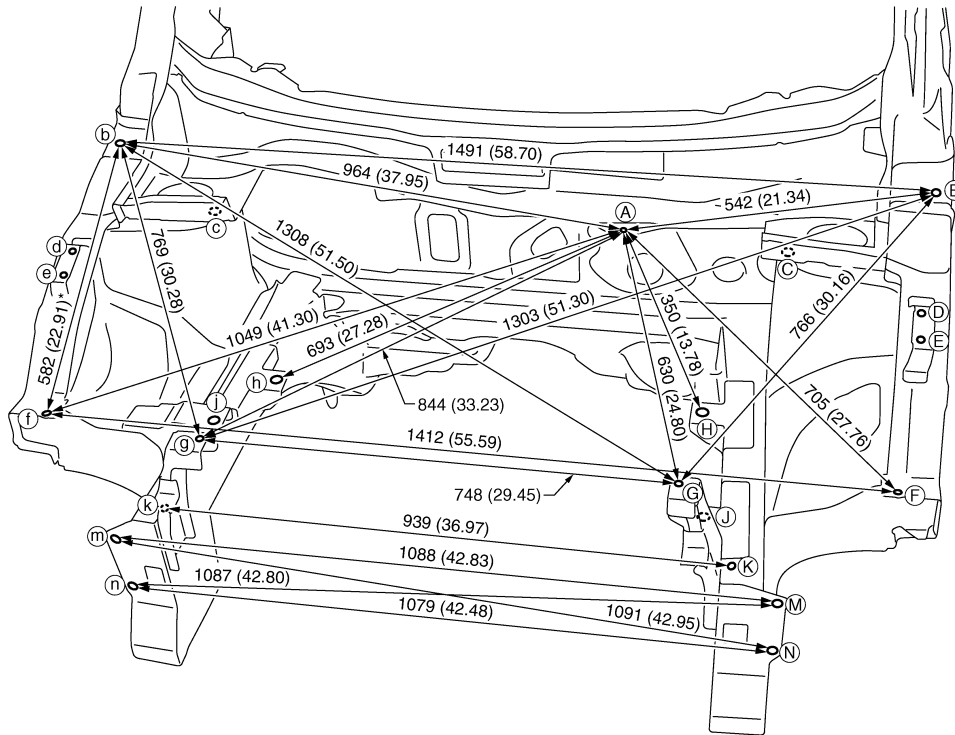 b
1491 (58.70)
964 (37.95)
B
542 (21.34)
A
c
1308 (51.50)
769 (30.28)
d
e
C
350 (13.78)
1303 (51.30)
766 (30.16)
D
E
582 (22.91)*
1049 (41.30)
693 (27.28)
h
630 (24.80)
705 (27.76)
844 (33.23)
f
i
H
g
1412 (55.59)
748 (29.45)
G
F
k
J
939 (36.97)
m
1088 (42.83)
K
n
1087 (42.80)
1079 (42.48)
1091 (42.95)
M
N